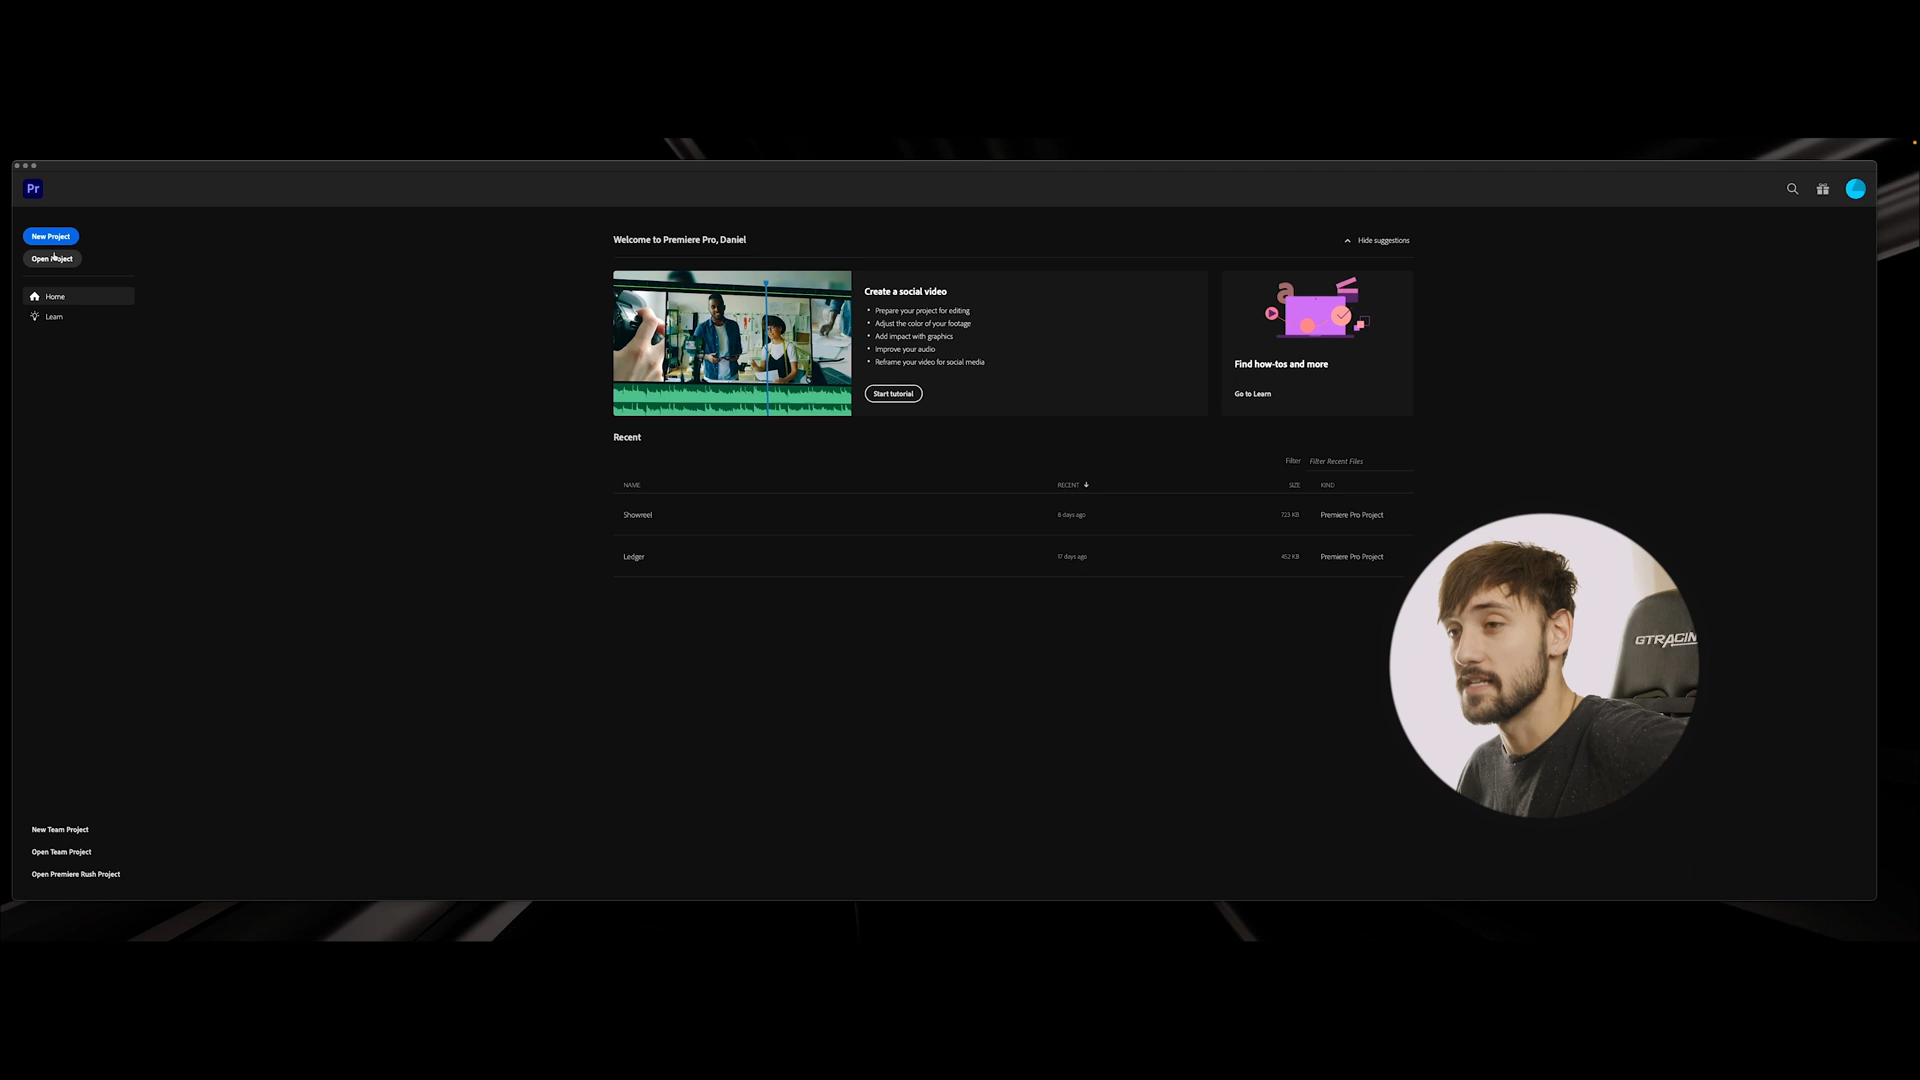 Pr
New Project
Open Project
Home
Learn
Welcome to Premiere Pro, Daniel
Hide suggestions
Create a social video
• Prepare your project for editing
• Adjust the color of your footage
• Add impact with graphics
• Improve your audio
• Reframe your video for social media
Start tutorial
Find how-tos and more
Go to Learn
Recent
Filter Filter Recent Files
NAME RECENT SIZE KIND
Showreel 8 days ago 723 KB Premiere Pro Project
Ledger 17 days ago 452 KB Premiere Pro Project
GTRACIN
New Team Project
Open Team Project
Open Premiere Rush Project